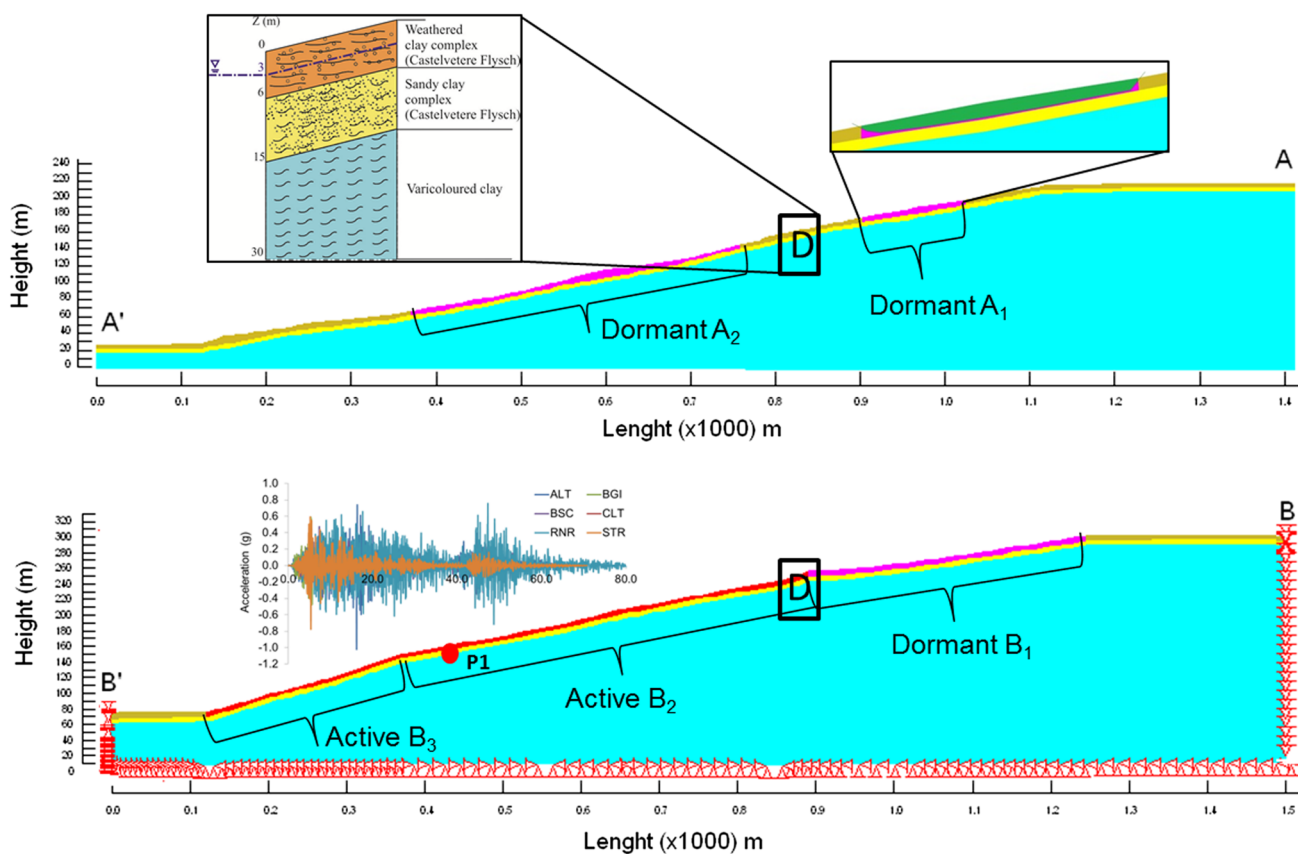 Z (m)
0
3
6
15
30
Weathered
clay complex
(Castelvetere Flysch)
Sandy clay
complex
(Castelvetere Flysch)
Varicoloured clay
Height (m)
240
220
200
180
160
140
120
100
80
60
40
20
0
A'
A
D
Dormant A₂
Dormant A₁
0.0 0.1 0.2 0.3 0.4 0.5 0.6 0.7 0.8 0.9 1.0 1.1 1.2 1.3 1.4
Lenght (x1000) m
Acceleration (g)
1.0
0.8
0.6
0.4
0.2
0.0
-0.2
-0.4
-0.6
-0.8
-1.0
-1.2
0.0 20.0 40.0 60.0 80.0
ALT BGI
BSC CLT
RNR STR
Height (m)
320
300
280
260
240
220
200
180
160
140
120
100
80
60
40
20
0
B'
B
D
P1
Dormant B₁
Active B₂
Active B₃
0.0 0.1 0.2 0.3 0.4 0.5 0.6 0.7 0.8 0.9 1.0 1.1 1.2 1.3 1.4 1.5
Lenght (x1000) m